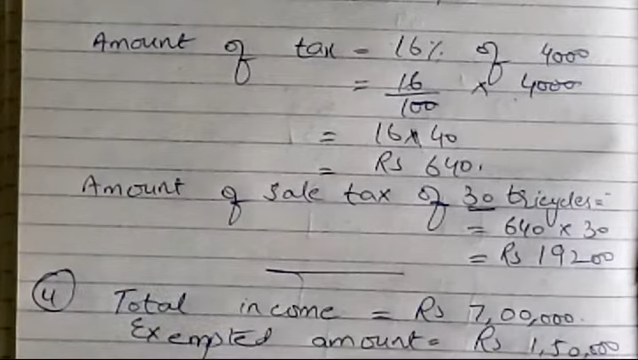 Amount of tax = 16% of 4000
= 16/100 × 4000
= 16×40
= Rs 640.
Amount of sale tax of 30 tricycles =
= 640 × 30
= Rs 19200
(4) Total income = Rs 7,00,000.
Exempted amount = Rs 1,50,000